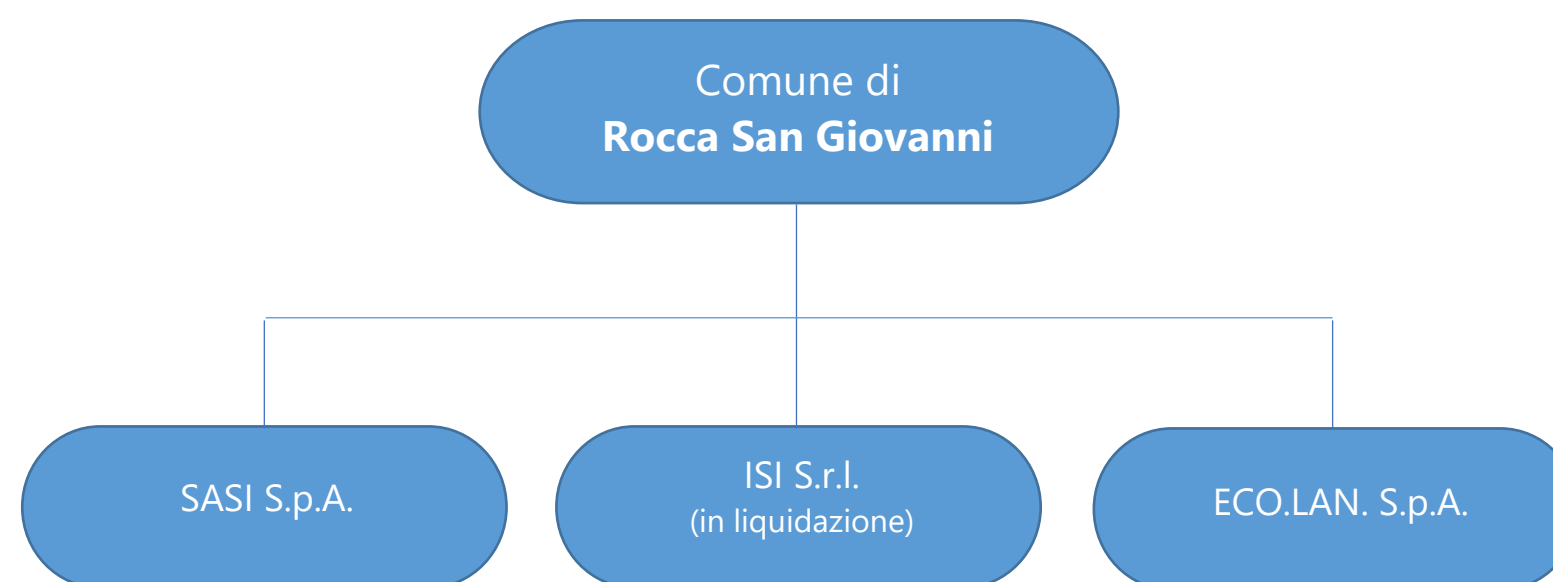 Comune di
Rocca San Giovanni
SASI S.p.A.
ISI S.r.l.
(in liquidazione)
ECO.LAN. S.p.A.